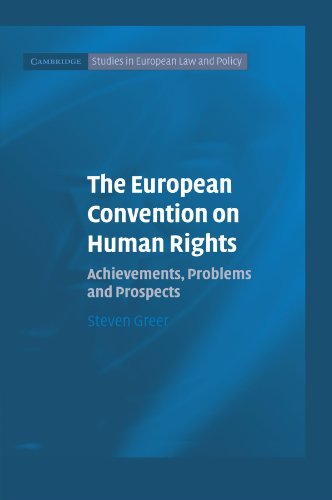 CAMBRIDGE Studies in European Law and Policy
The European
Convention on
Human Rights
Achievements, Problems
and Prospects
Steven Greer